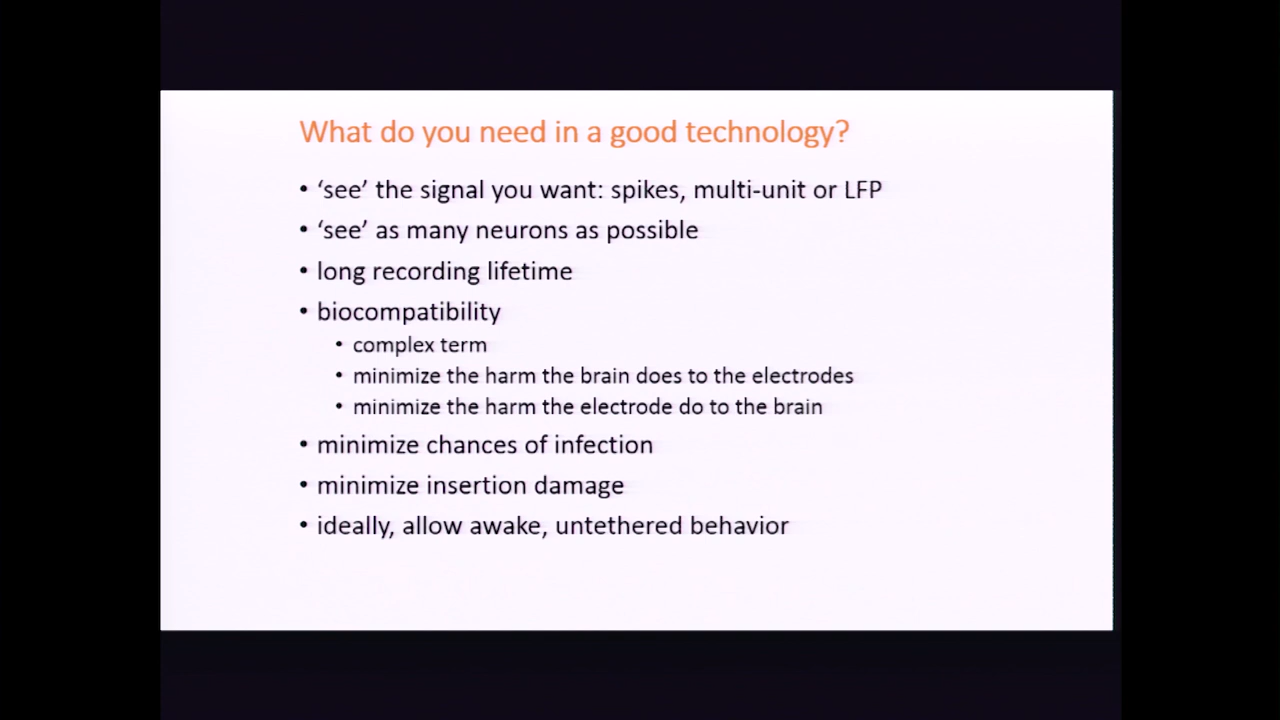 What do you need in a good technology?
• ‘see’ the signal you want: spikes, multi-unit or LFP
• ‘see’ as many neurons as possible
• long recording lifetime
• biocompatibility
• complex term
• minimize the harm the brain does to the electrodes
• minimize the harm the electrode do to the brain
• minimize chances of infection
• minimize insertion damage
• ideally, allow awake, untethered behavior